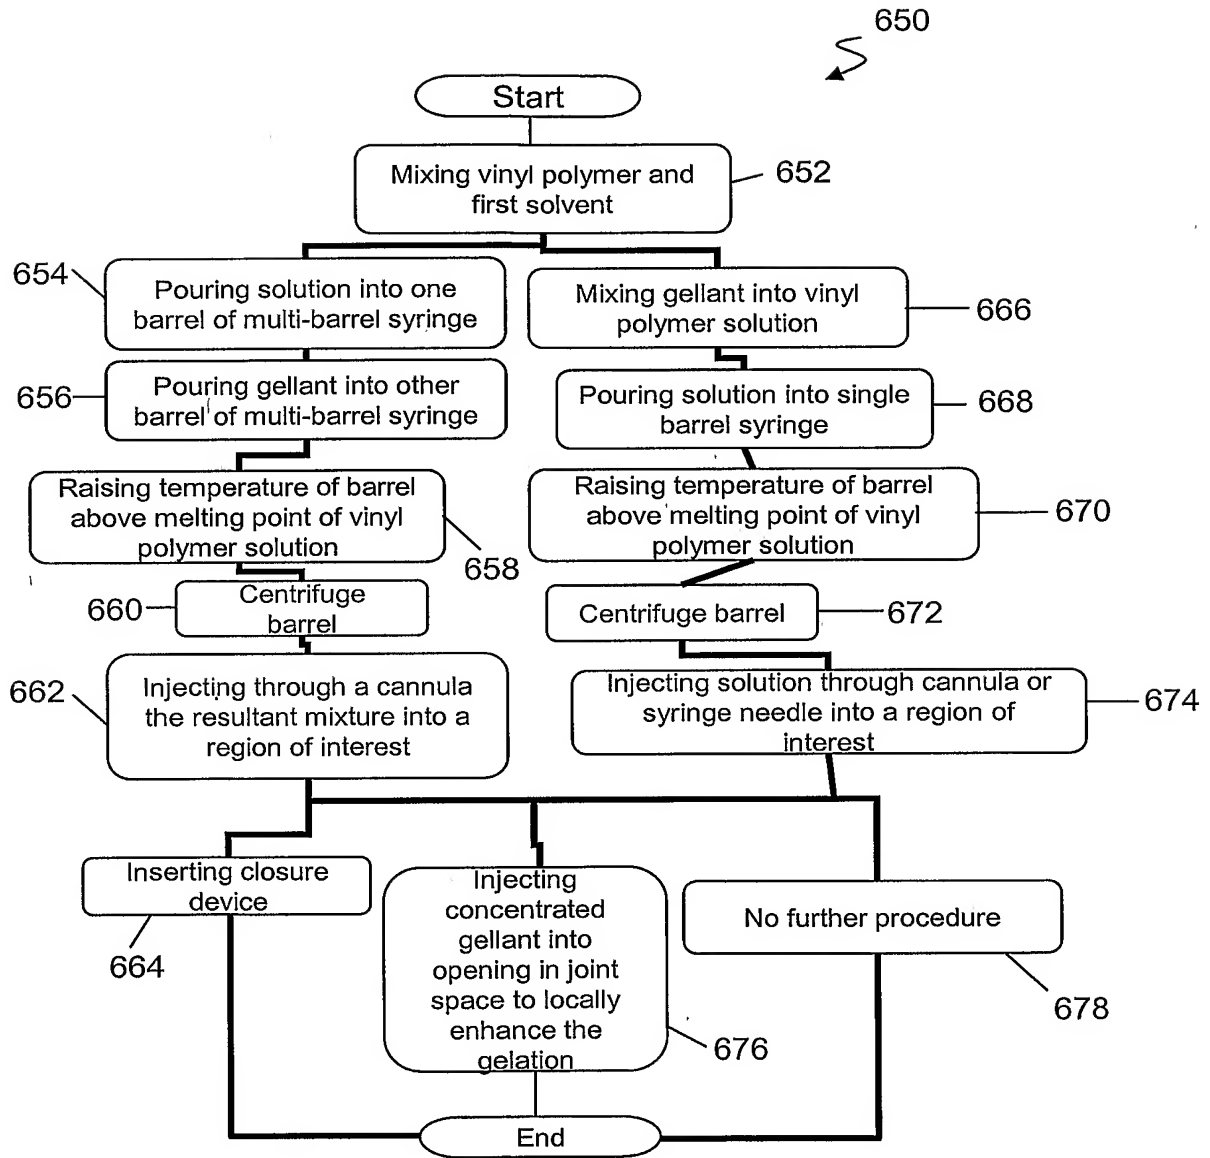 650
Start
Mixing vinyl polymer and
first solvent
652
654
Pouring solution into one
barrel of multi-barrel syringe
Mixing gellant into vinyl
polymer solution
666
656
Pouring gellant into other
barrel of multi-barrel syringe
Pouring solution into single
barrel syringe
668
Raising temperature of barrel
above melting point of vinyl
polymer solution
658
Raising temperature of barrel
above melting point of vinyl
polymer solution
670
660
Centrifuge
barrel
Centrifuge barrel
672
662
Injecting through a cannula
the resultant mixture into a
region of interest
Injecting solution through cannula or
syringe needle into a region of
interest
674
Inserting closure
device
664
Injecting
concentrated
gellant into
opening in joint
space to locally
enhance the
gelation
676
No further procedure
678
End